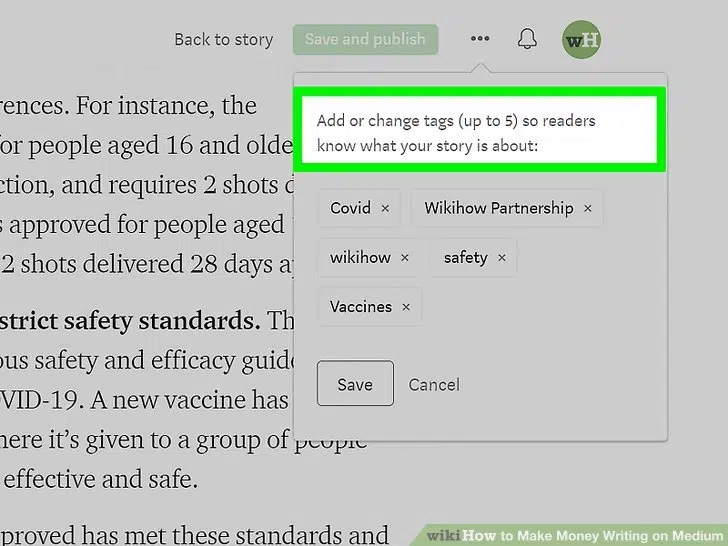 Back to story Save and publish ••• wH
rences. For instance, the
or people aged 16 and olde
ction, and requires 2 shots d
s approved for people aged
2 shots delivered 28 days a
strict safety standards. Th
ous safety and efficacy guide
VID-19. A new vaccine has
here it's given to a group of people
effective and safe.
proved has met these standards and
Add or change tags (up to 5) so readers
know what your story is about:
Covid × Wikihow Partnership ×
wikihow × safety ×
Vaccines ×
Save Cancel
wikiHow to Make Money Writing on Medium